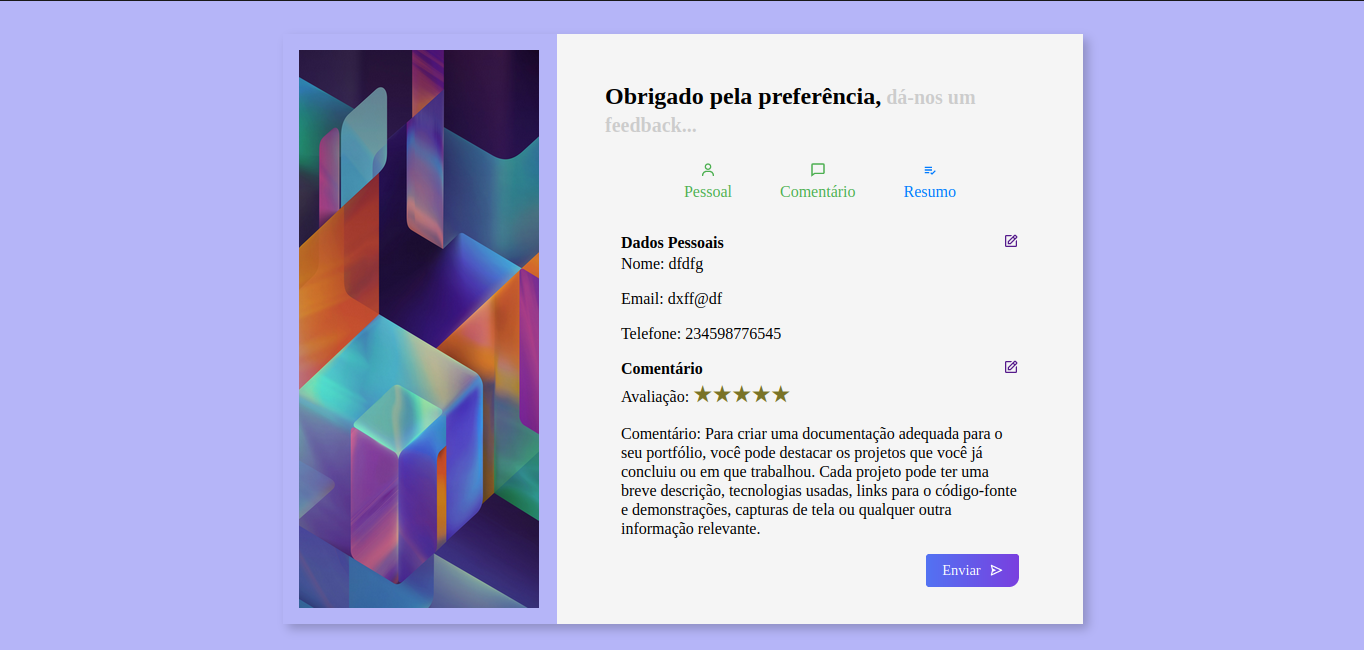 Obrigado pela preferência, dá-nos um
feedback...
Pessoal Comentário Resumo
Dados Pessoais
Nome: dfdfg
Email: dxff@df
Telefone: 234598776545
Comentário
Avaliação: ★★★★★
Comentário: Para criar uma documentação adequada para o
seu portfólio, você pode destacar os projetos que você já
concluiu ou em que trabalhou. Cada projeto pode ter uma
breve descrição, tecnologias usadas, links para o código-fonte
e demonstrações, capturas de tela ou qualquer outra
informação relevante.
Enviar